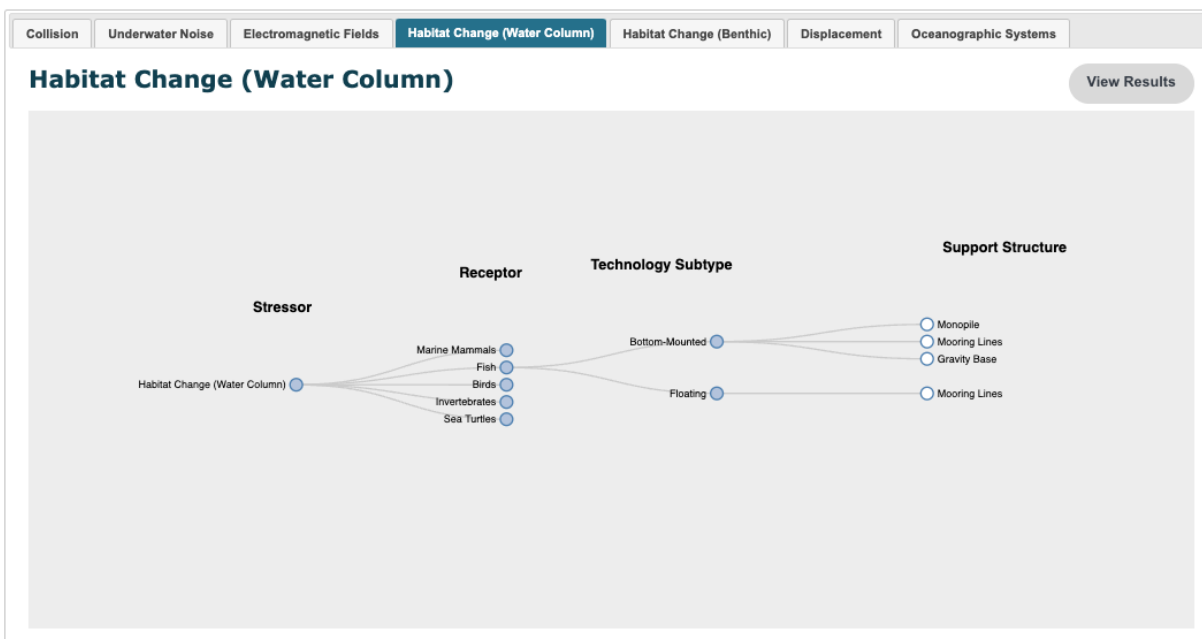 Collision
Underwater Noise
Electromagnetic Fields
Habitat Change (Water Column)
Habitat Change (Benthic)
Displacement
Oceanographic Systems
Habitat Change (Water Column)
View Results
Stressor
Receptor
Technology Subtype
Support Structure
Habitat Change (Water Column)
Marine Mammals
Fish
Birds
Invertebrates
Sea Turtles
Bottom-Mounted
Floating
Monopile
Mooring Lines
Gravity Base
Mooring Lines